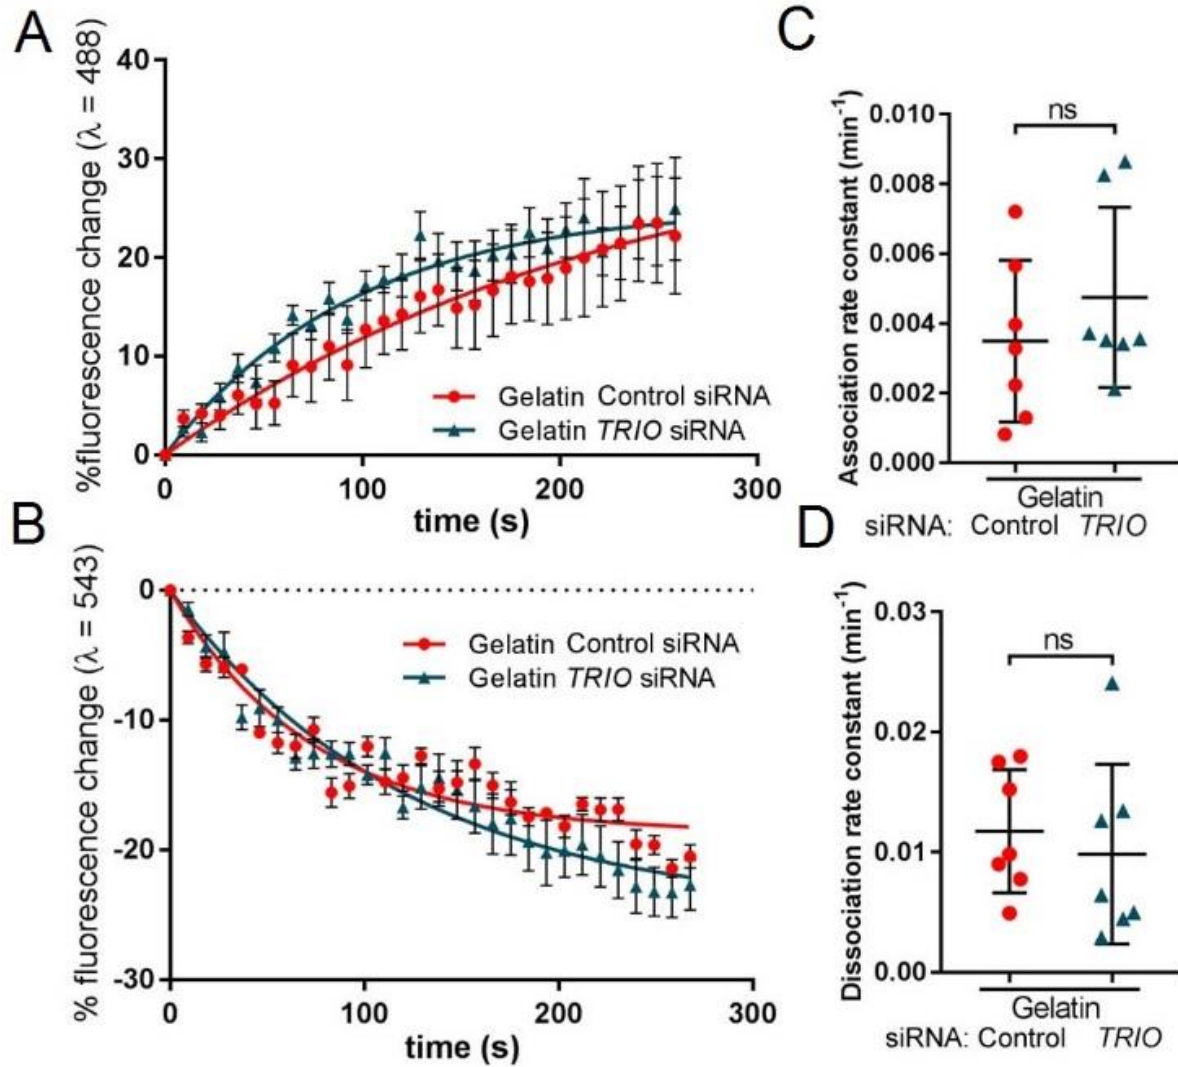 A
%fluorescence change (λ = 488)
40
30
20
10
0
0 100 200 300
time (s)
Gelatin Control siRNA
Gelatin TRIO siRNA
C
Association rate constant (min⁻¹)
0.010
0.008
0.006
0.004
0.002
0.000
ns
Gelatin
siRNA: Control TRIO
B
% fluorescence change (λ = 543)
0
-10
-20
-30
0 100 200 300
time (s)
Gelatin Control siRNA
Gelatin TRIO siRNA
D
Dissociation rate constant (min⁻¹)
0.03
0.02
0.01
0.00
ns
Gelatin
siRNA: Control TRIO